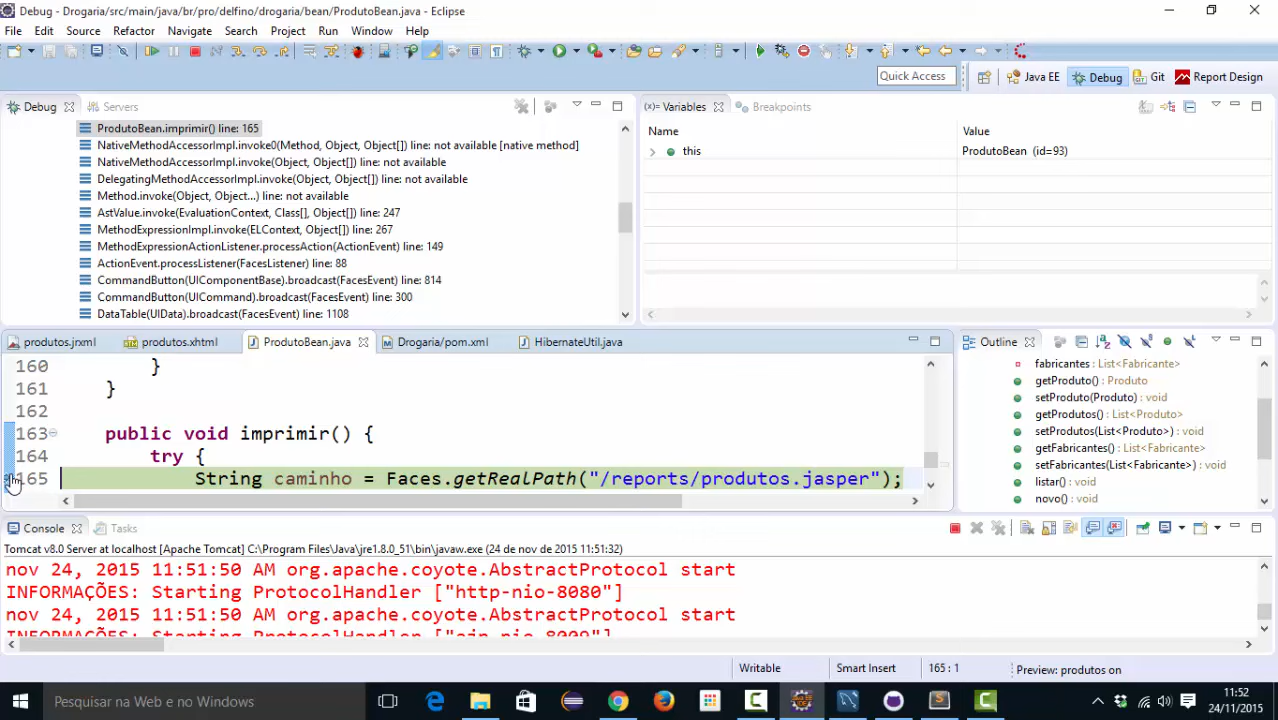 Debug - Drogaria/src/main/java/br/pro/delfino/drogaria/bean/ProdutoBean.java - Eclipse
File Edit Source Refactor Navigate Search Project Run Window Help
Quick Access
Java EE
Debug
Git
Report Design
Debug
Servers
ProdutoBean.imprimir() line: 165
NativeMethodAccessorImpl.invoke0(Method, Object, Object[]) line: not available [native method]
NativeMethodAccessorImpl.invoke(Object, Object[]) line: not available
DelegatingMethodAccessorImpl.invoke(Object, Object[]) line: not available
Method.invoke(Object, Object...) line: not available
AstValue.invoke(EvaluationContext, Class[], Object[]) line: 247
MethodExpressionImpl.invoke(ELContext, Object[]) line: 267
MethodExpressionActionListener.processAction(ActionEvent) line: 149
ActionEvent.processListener(FacesListener) line: 88
CommandButton(UIComponentBase).broadcast(FacesEvent) line: 814
CommandButton(UICommand).broadcast(FacesEvent) line: 300
DataTable(UIData).broadcast(FacesEvent) line: 1108
(x)= Variables
Breakpoints
Name Value
this ProdutoBean (id=93)
produtos.jrxml
produtos.xhtml
ProdutoBean.java
Drogaria/pom.xml
HibernateUtil.java
160 }
161 }
162
163 public void imprimir() {
164 try {
165 String caminho = Faces.getRealPath("/reports/produtos.jasper");
Outline
fabricantes : List<Fabricante>
getProduto() : Produto
setProduto(Produto) : void
getProdutos() : List<Produto>
setProdutos(List<Produto>) : void
getFabricantes() : List<Fabricante>
setFabricantes(List<Fabricante>) : void
listar() : void
novo() : void
Console
Tasks
Tomcat v8.0 Server at localhost [Apache Tomcat] C:\Program Files\Java\jre1.8.0_51\bin\javaw.exe (24 de nov de 2015 11:51:32)
nov 24, 2015 11:51:50 AM org.apache.coyote.AbstractProtocol start
INFORMAÇÕES: Starting ProtocolHandler ["http-nio-8080"]
nov 24, 2015 11:51:50 AM org.apache.coyote.AbstractProtocol start
INFORMAÇÕES: Starting ProtocolHandler ["ajp-nio-8009"]
Writable
Smart Insert
165 : 1
Preview: produtos on
Pesquisar na Web e no Windows
11:52
24/11/2015